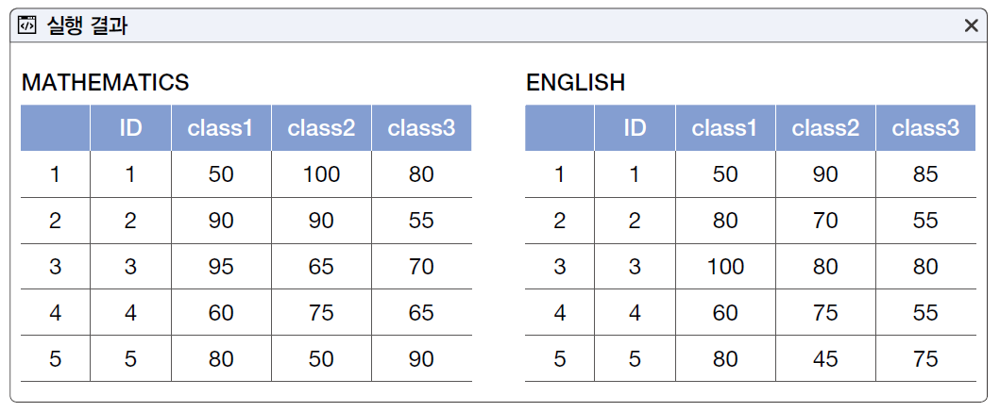 실행 결과
MATHEMATICS
ID class1 class2 class3
1 1 50 100 80
2 2 90 90 55
3 3 95 65 70
4 4 60 75 65
5 5 80 50 90
ENGLISH
ID class1 class2 class3
1 1 50 90 85
2 2 80 70 55
3 3 100 80 80
4 4 60 75 55
5 5 80 45 75